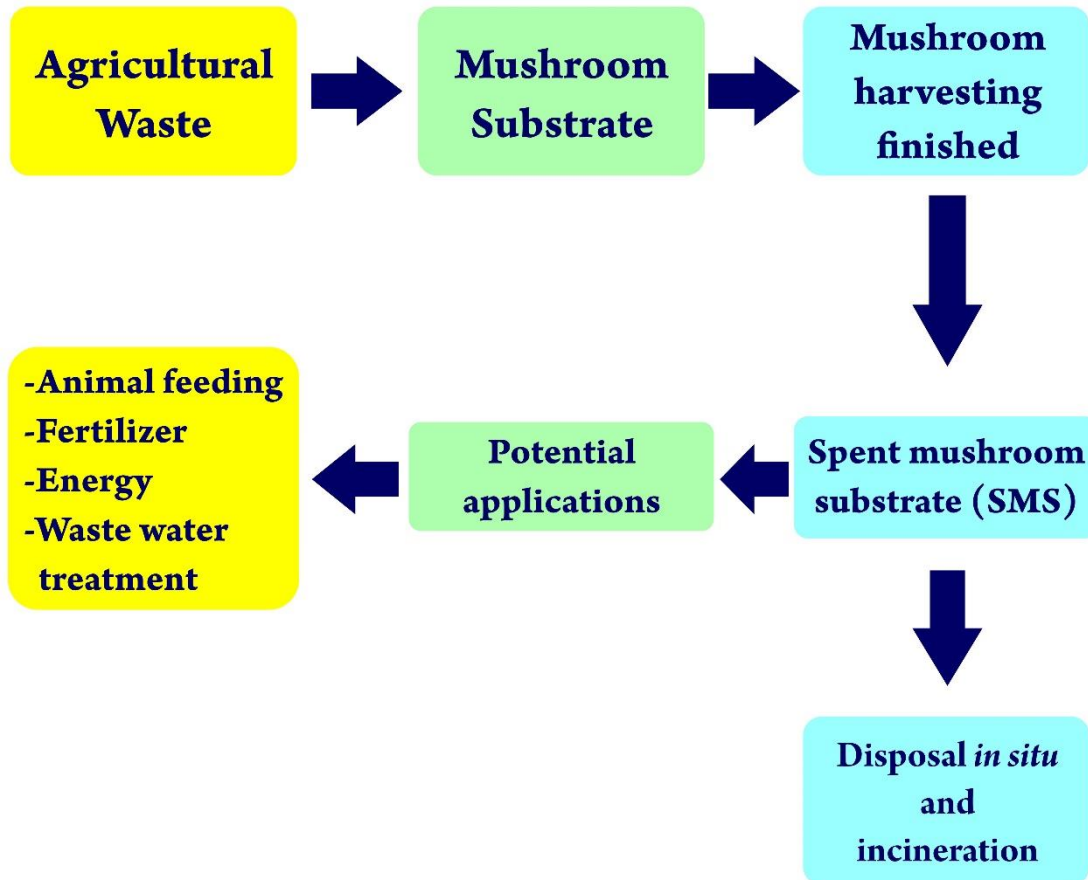 Agricultural
Waste
Mushroom
Substrate
Mushroom
harvesting
finished
Spent mushroom
substrate (SMS)
Potential
applications
-Animal feeding
-Fertilizer
-Energy
-Waste water
treatment
Disposal in situ
and
incineration